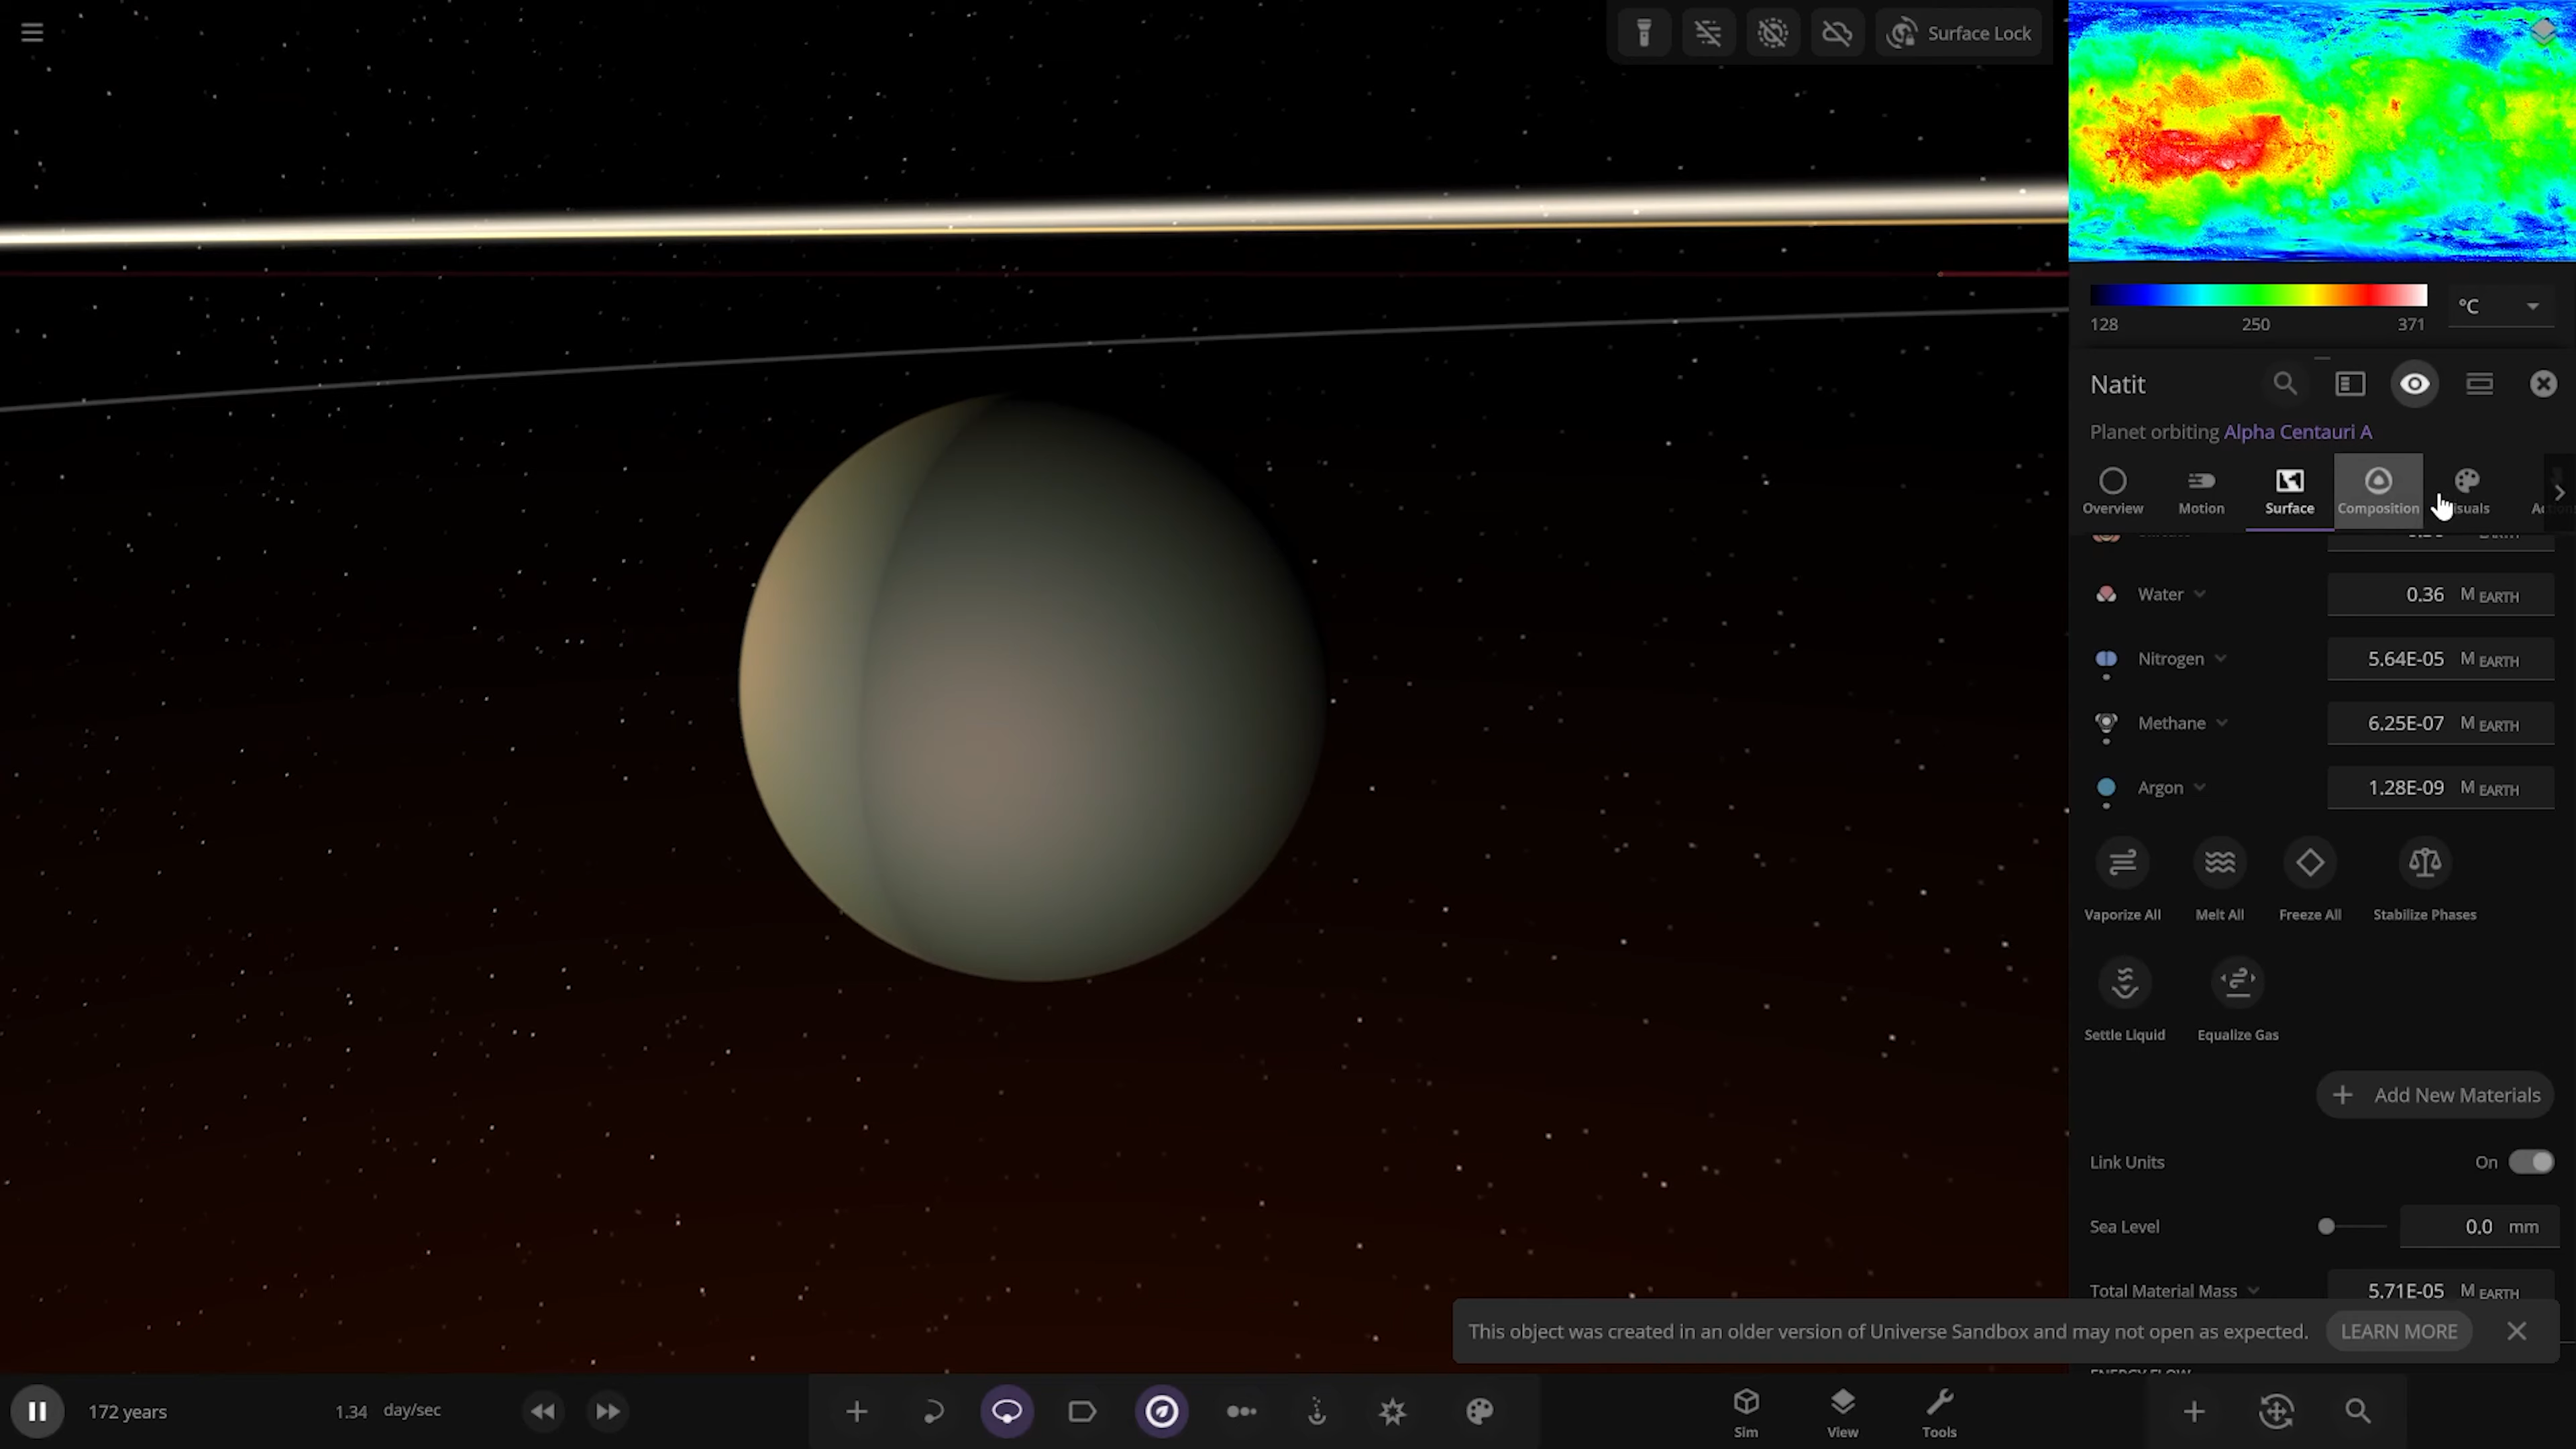 Surface Lock
°C
128 250 371
Natit
Planet orbiting Alpha Centauri A
Overview Motion Surface Composition
Water 0.36 M EARTH
Nitrogen 5.64E-05 M EARTH
Methane 6.25E-07 M EARTH
Argon 1.28E-09 M EARTH
Vaporize All Melt All Freeze All Stabilize Phases
Settle Liquid Equalize Gas
Add New Materials
Link Units On
Sea Level 0.0 mm
Total Material Mass 5.71E-05 M EARTH
This object was created in an older version of Universe Sandbox and may not open as expected. LEARN MORE
ENERGY FLOW
172 years 1.34 day/sec
Sim View Tools